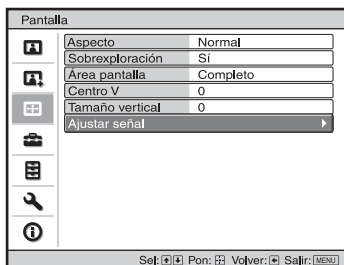 Pantalla
Aspecto Normal
Sobrexploración Sí
Área pantalla Completo
Centro V 0
Tamaño vertical 0
Ajustar señal
Sel: Pon: Volver: Salir: MENU